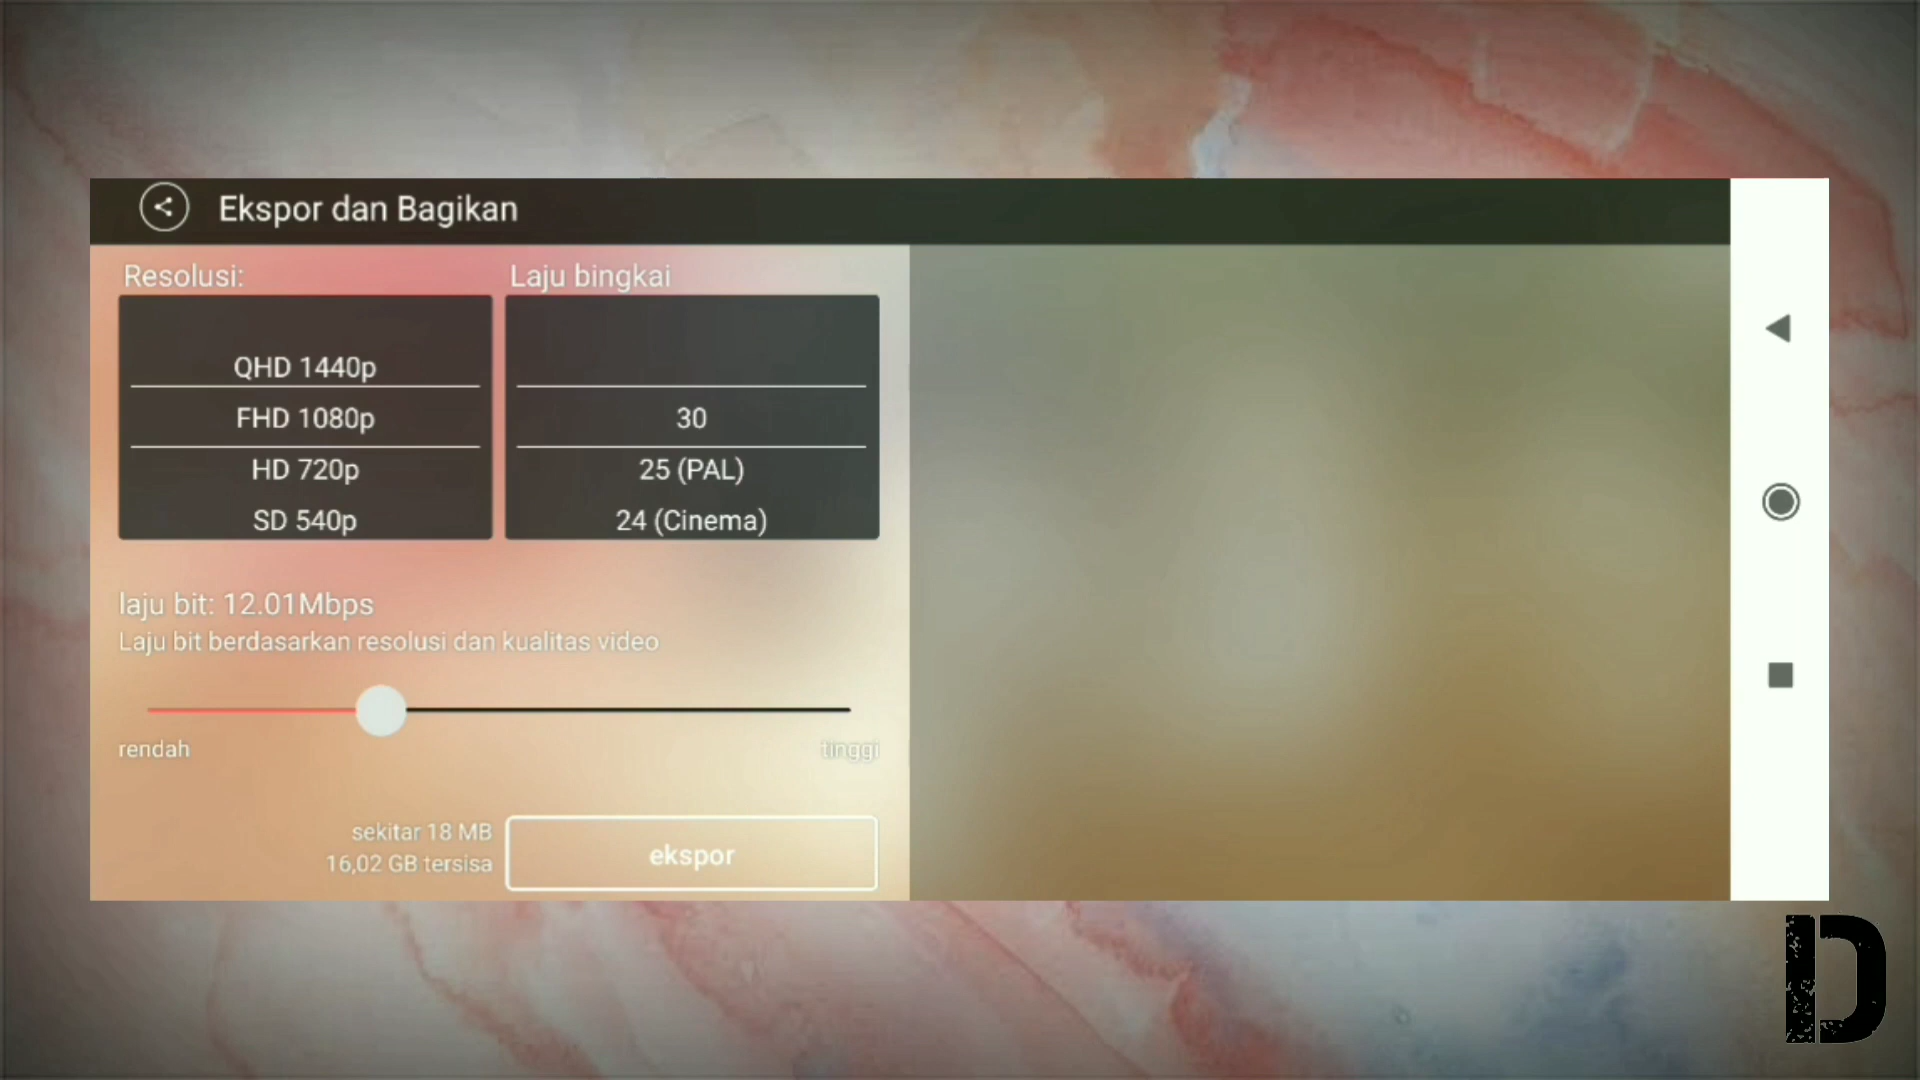 Ekspor dan Bagikan
Resolusi:
QHD 1440p
FHD 1080p
HD 720p
SD 540p
Laju bingkai
30
25 (PAL)
24 (Cinema)
laju bit: 12.01Mbps
Laju bit berdasarkan resolusi dan kualitas video
rendah
tinggi
sekitar 18 MB
16,02 GB tersisa
ekspor
D